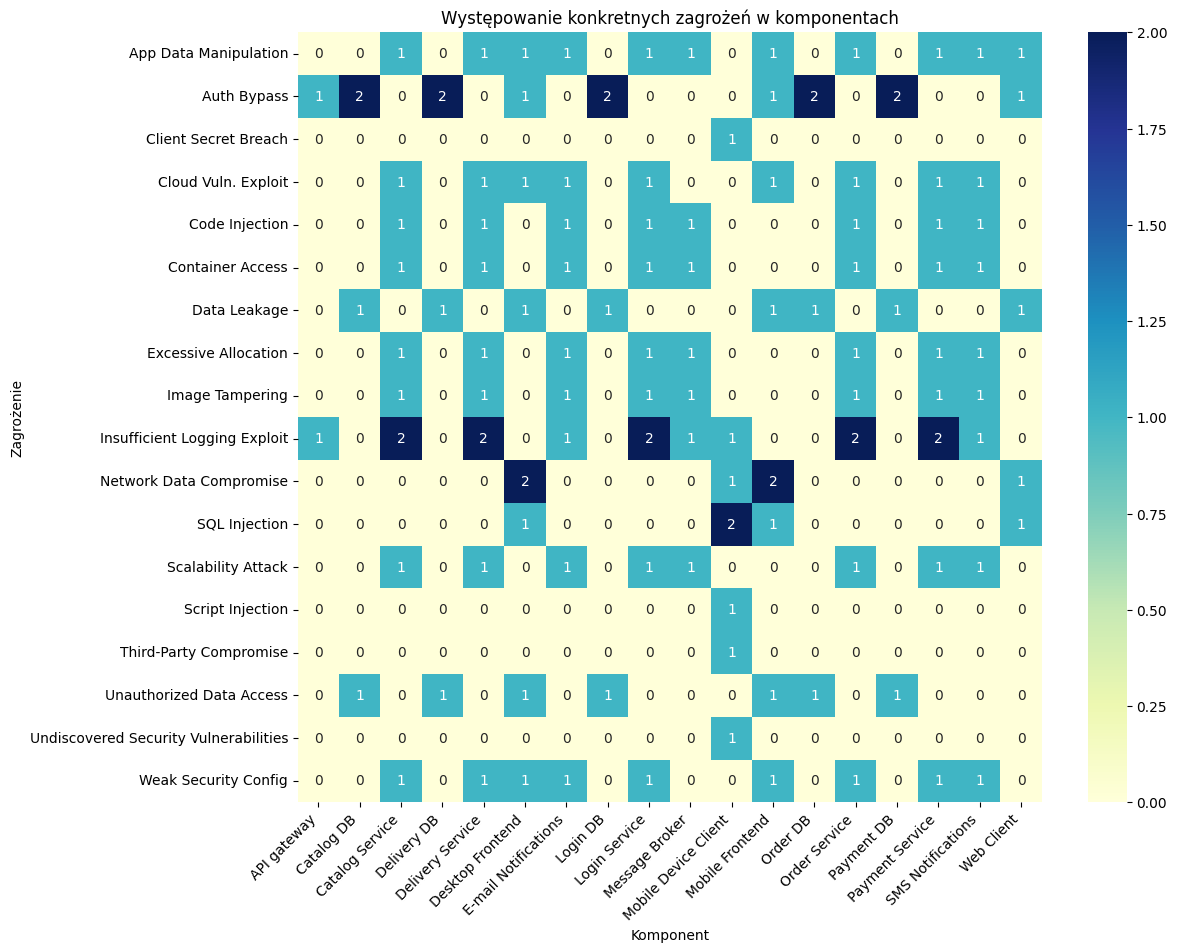 Występowanie konkretnych zagrożeń w komponentach
App Data Manipulation 0 0 1 0 1 1 1 0 1 1 0 1 0 1 0 1 1 1
Auth Bypass 1 2 0 2 0 1 0 2 0 0 0 1 2 0 2 0 0 1
Client Secret Breach 0 0 0 0 0 0 0 0 0 0 1 0 0 0 0 0 0 0
Cloud Vuln. Exploit 0 0 1 0 1 1 1 0 1 0 0 1 0 1 0 1 1 0
Code Injection 0 0 1 0 1 0 1 0 1 1 0 0 0 1 0 1 1 0
Container Access 0 0 1 0 1 0 1 0 1 1 0 0 0 1 0 1 1 0
Data Leakage 0 1 0 1 0 1 0 1 0 0 0 1 1 0 1 0 0 1
Excessive Allocation 0 0 1 0 1 0 1 0 1 1 0 0 0 1 0 1 1 0
Image Tampering 0 0 1 0 1 0 1 0 1 1 0 0 0 1 0 1 1 0
Insufficient Logging Exploit 1 0 2 0 2 0 1 0 2 1 1 0 0 2 0 2 1 0
Network Data Compromise 0 0 0 0 0 2 0 0 0 0 1 2 0 0 0 0 0 1
SQL Injection 0 0 0 0 0 1 0 0 0 0 2 1 0 0 0 0 0 1
Scalability Attack 0 0 1 0 1 0 1 0 1 1 0 0 0 1 0 1 1 0
Script Injection 0 0 0 0 0 0 0 0 0 0 1 0 0 0 0 0 0 0
Third-Party Compromise 0 0 0 0 0 0 0 0 0 0 1 0 0 0 0 0 0 0
Unauthorized Data Access 0 1 0 1 0 1 0 1 0 0 0 1 1 0 1 0 0 0
Undiscovered Security Vulnerabilities 0 0 0 0 0 0 0 0 0 0 1 0 0 0 0 0 0 0
Weak Security Config 0 0 1 0 1 1 1 0 1 0 0 1 0 1 0 1 1 0
Zagrożenie
API gateway
Catalog DB
Catalog Service
Delivery DB
Delivery Service
Desktop Frontend
E-mail Notifications
Login DB
Login Service
Message Broker
Mobile Device Client
Mobile Frontend
Order DB
Order Service
Payment DB
Payment Service
SMS Notifications
Web Client
Komponent
2.00
1.75
1.50
1.25
1.00
0.75
0.50
0.25
0.00